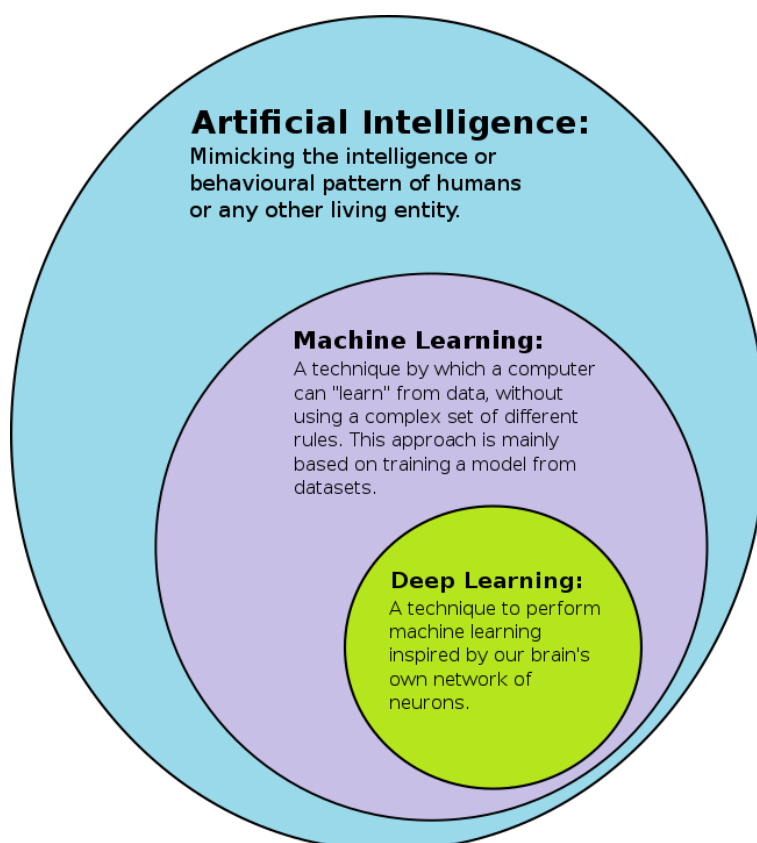 Artificial Intelligence:
Mimicking the intelligence or
behavioural pattern of humans
or any other living entity.
Machine Learning:
A technique by which a computer
can "learn" from data, without
using a complex set of different
rules. This approach is mainly
based on training a model from
datasets.
Deep Learning:
A technique to perform
machine learning
inspired by our brain's
own network of
neurons.